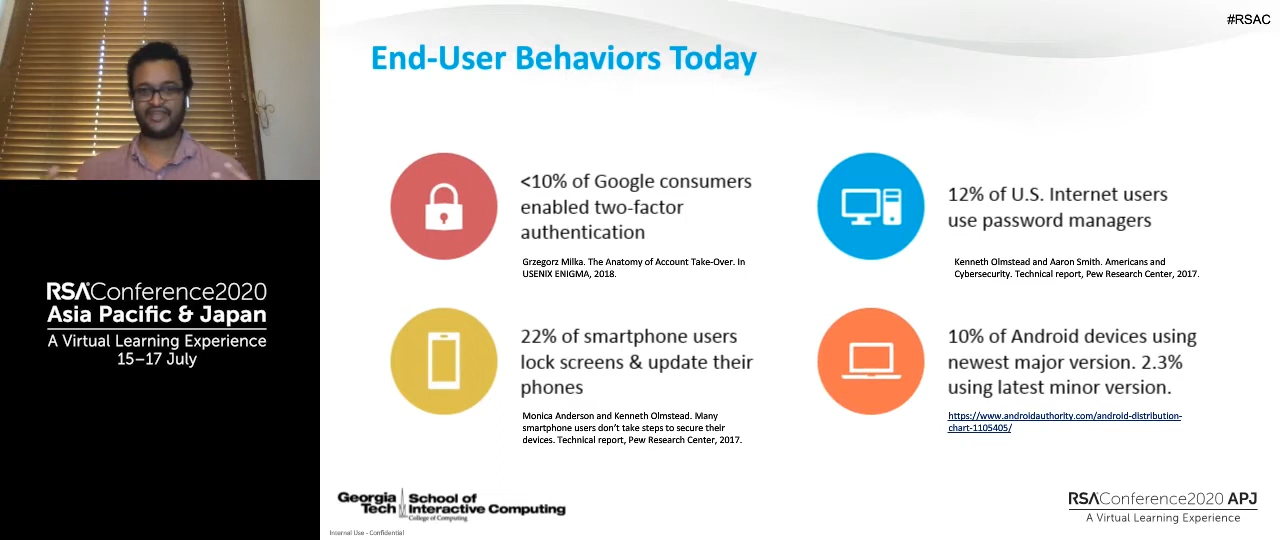 #RSAC
End-User Behaviors Today
<10% of Google consumers
enabled two-factor
authentication
Grzegorz Milka. The Anatomy of Account Take-Over. In
USENIX ENIGMA, 2018.
12% of U.S. Internet users
use password managers
Kenneth Olmstead and Aaron Smith. Americans and
Cybersecurity. Technical report, Pew Research Center, 2017.
22% of smartphone users
lock screens & update their
phones
Monica Anderson and Kenneth Olmstead. Many
smartphone users don't take steps to secure their
devices. Technical report, Pew Research Center, 2017.
10% of Android devices using
newest major version. 2.3%
using latest minor version.
https://www.androidauthority.com/android-distribution-
chart-1105405/
RSAConference2020
Asia Pacific & Japan
A Virtual Learning Experience
15–17 July
Georgia
Tech
School of
Interactive Computing
College of Computing
Internal Use - Confidential
RSAConference2020 APJ
A Virtual Learning Experience